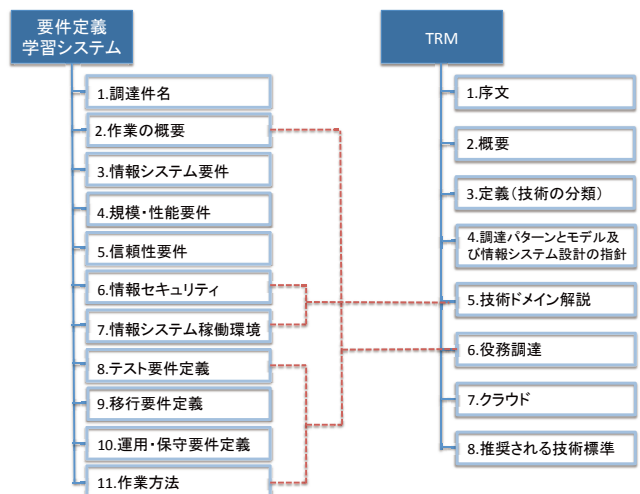 要件定義
学習システム
1.調達件名
2.作業の概要
3.情報システム要件
4.規模・性能要件
5.信頼性要件
6.情報セキュリティ
7.情報システム稼働環境
8.テスト要件定義
9.移行要件定義
10.運用・保守要件定義
11.作業方法
TRM
1.序文
2.概要
3.定義(技術の分類)
4.調達パターンとモデル及
び情報システム設計の指針
5.技術ドメイン解説
6.役務調達
7.クラウド
8.推奨される技術標準